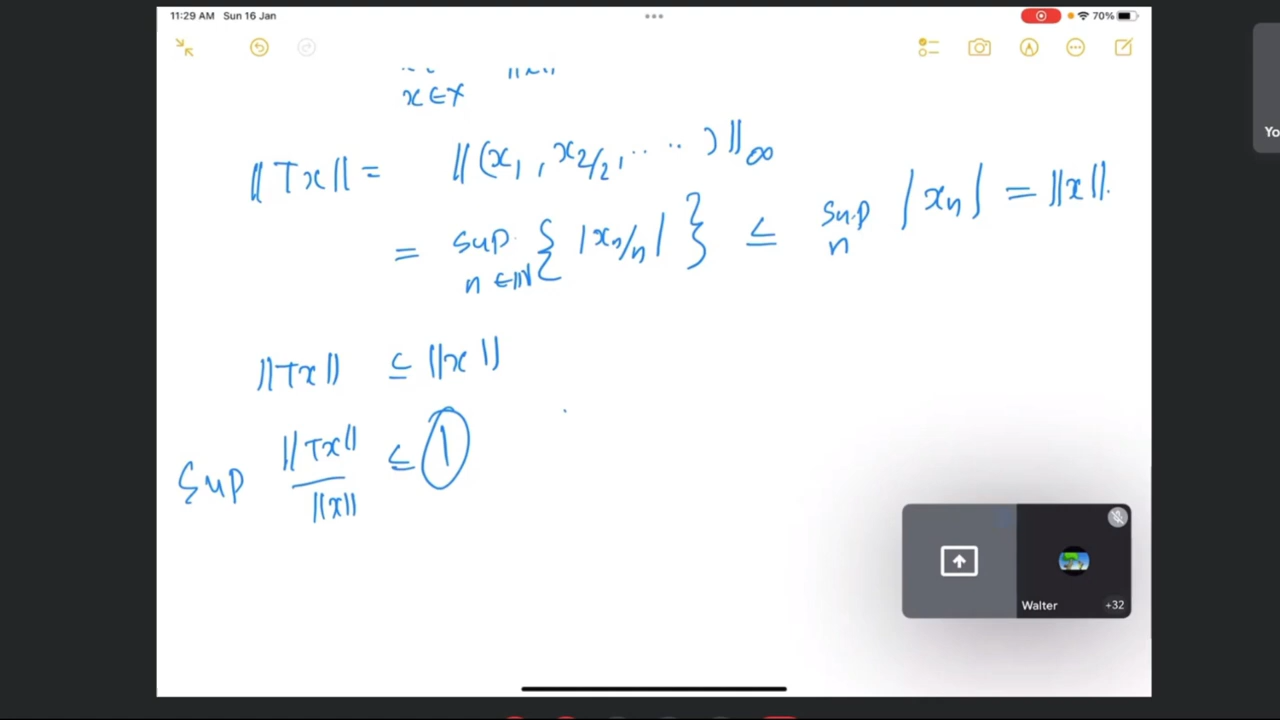 11:29 AM Sun 16 Jan
70%
x ∈ X
||Tx|| = ||(x₁, x₂/₂, .....)||∞
= sup n ∈ ℕ { |xₙ/n| } ≤ sup n |xₙ| = ||x||.
||Tx|| ≤ ||x||
Sup ||Tx|| / ||x|| ≤ 1
Walter +32